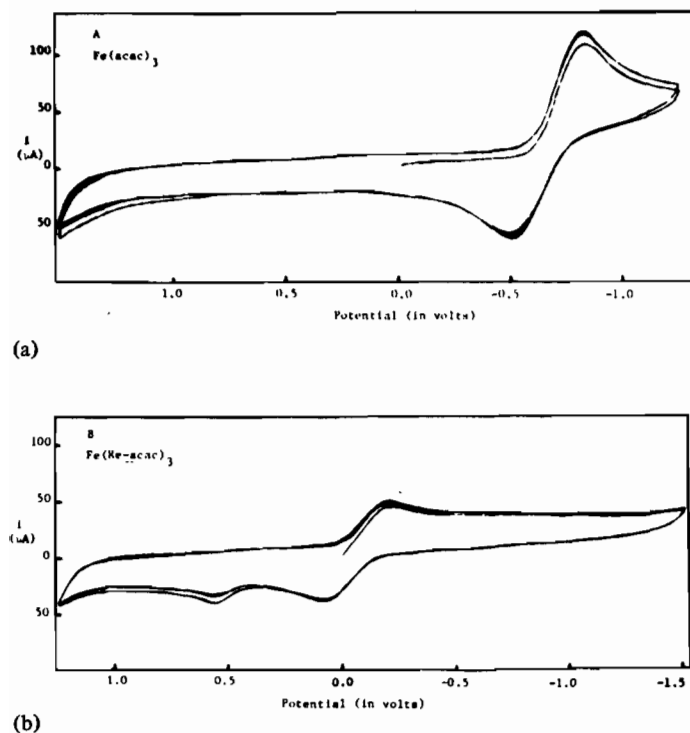 A
Fe(acac)3
100
50
i
(µA)
0
50
1.0 0.5 0.0 -0.5 -1.0
Potential (in volts)
(a)
B
Fe(Re-acac)3
100
50
i
(µA)
0
50
1.0 0.5 0.0 -0.5 -1.0 -1.5
Potential (in volts)
(b)